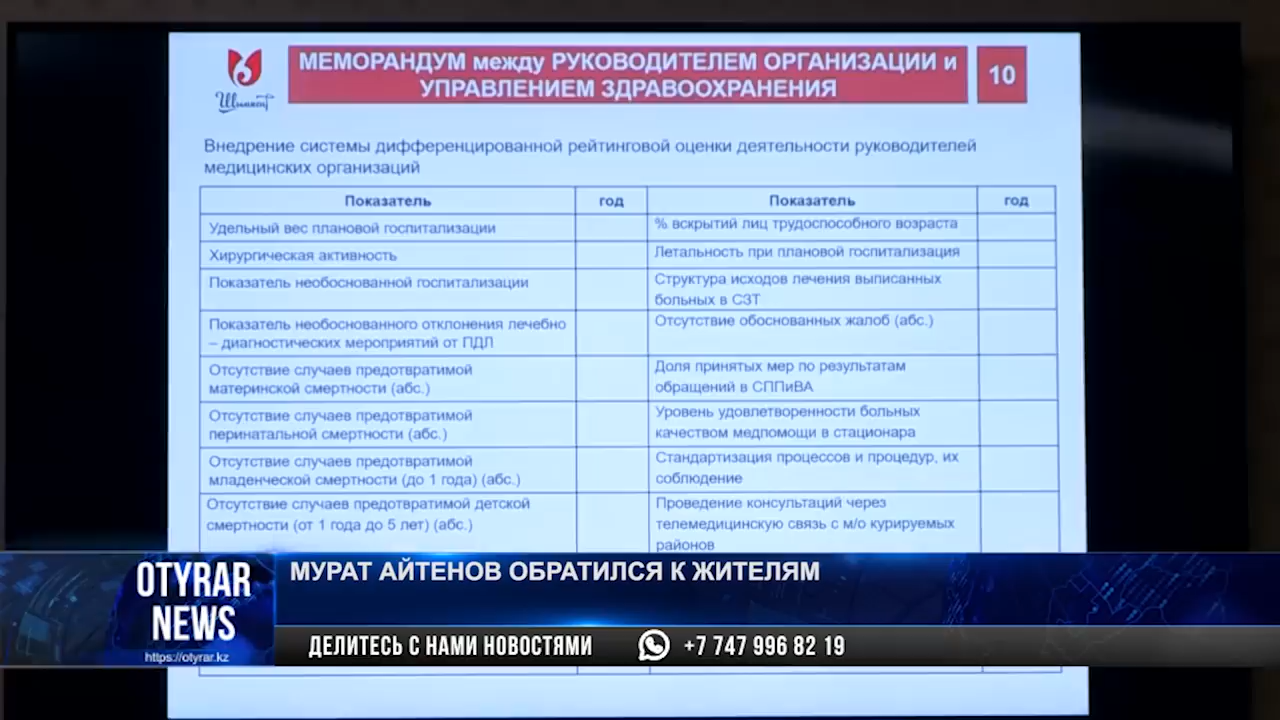 Шымкент
МЕМОРАНДУМ между РУКОВОДИТЕЛЕМ ОРГАНИЗАЦИИ и
УПРАВЛЕНИЕМ ЗДРАВООХРАНЕНИЯ
10
Внедрение системы дифференцированной рейтинговой оценки деятельности руководителей
медицинских организаций
Показатель год Показатель год
Удельный вес плановой госпитализации
% вскрытий лиц трудоспособного возраста
Хирургическая активность
Летальность при плановой госпитализации
Показатель необоснованной госпитализации
Структура исходов лечения выписанных
больных в СЗТ
Показатель необоснованного отклонения лечебно
– диагностических мероприятий от ПДЛ
Отсутствие обоснованных жалоб (абс.)
Отсутствие случаев предотвратимой
материнской смертности (абс.)
Доля принятых мер по результатам
обращений в СППиВА
Отсутствие случаев предотвратимой
перинатальной смертности (абс.)
Уровень удовлетворенности больных
качеством медпомощи в стационара
Отсутствие случаев предотвратимой
младенческой смертности (до 1 года) (абс.)
Стандартизация процессов и процедур, их
соблюдение
Отсутствие случаев предотвратимой детской
смертности (от 1 года до 5 лет) (абс.)
Проведение консультаций через
телемедицинскую связь с м/о курируемых
районов
OTYRAR
NEWS
https://otyrar.kz
МУРАТ АЙТЕНОВ ОБРАТИЛСЯ К ЖИТЕЛЯМ
ДЕЛИТЕСЬ С НАМИ НОВОСТЯМИ +7 747 996 82 19